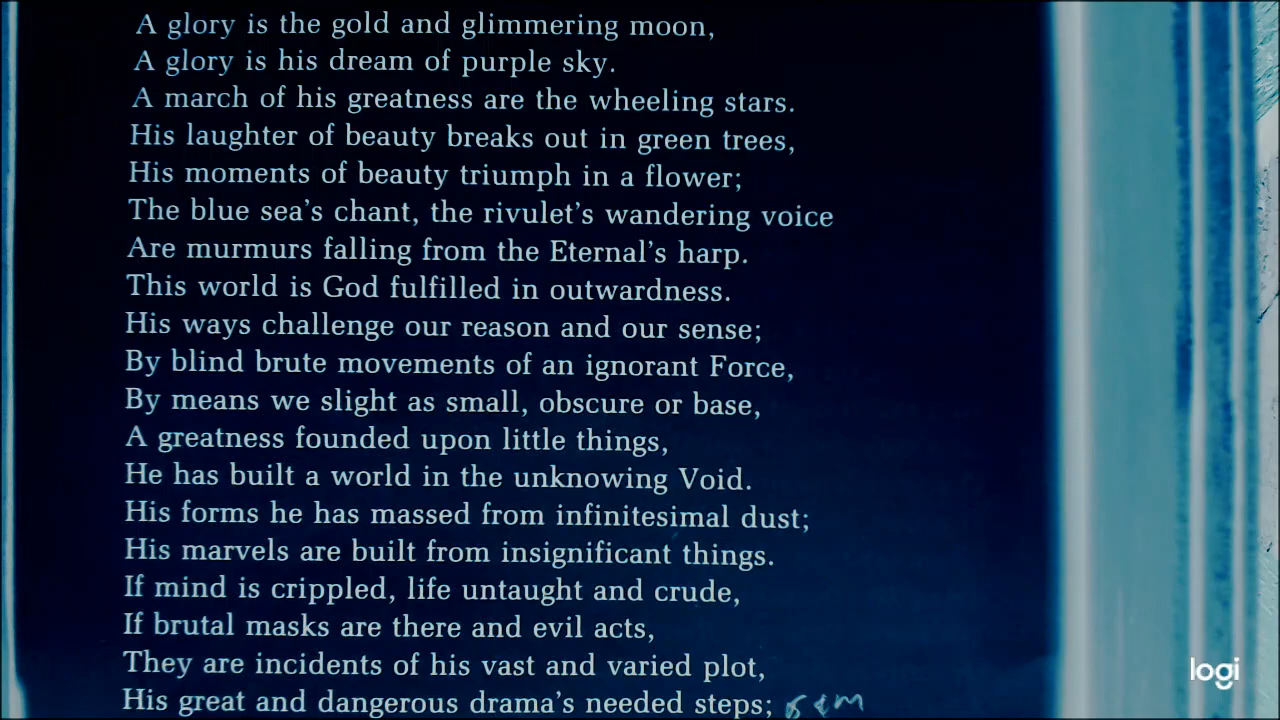 A glory is the gold and glimmering moon,
A glory is his dream of purple sky.
A march of his greatness are the wheeling stars.
His laughter of beauty breaks out in green trees,
His moments of beauty triumph in a flower;
The blue sea's chant, the rivulet's wandering voice
Are murmurs falling from the Eternal's harp.
This world is God fulfilled in outwardness.
His ways challenge our reason and our sense;
By blind brute movements of an ignorant Force,
By means we slight as small, obscure or base,
A greatness founded upon little things,
He has built a world in the unknowing Void.
His forms he has massed from infinitesimal dust;
His marvels are built from insignificant things.
If mind is crippled, life untaught and crude,
If brutal masks are there and evil acts,
They are incidents of his vast and varied plot,
His great and dangerous drama's needed steps;
logi